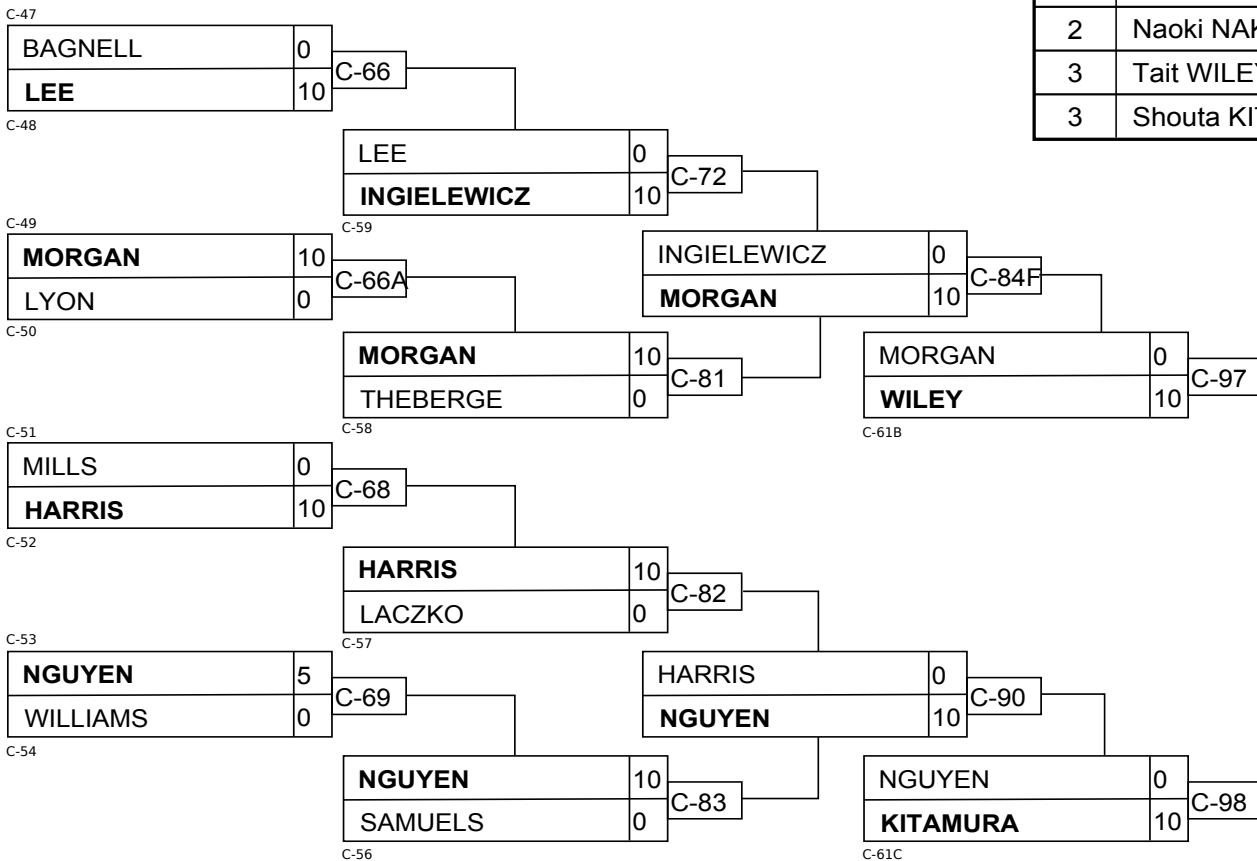 C-47
BAGNELL 0
C-66
LEE 10
C-48
2 Naoki
3 Tait
3 Shouta
LEE 0
C-72
INGIELEWICZ 10
C-59
C-49
MORGAN 10
C-66A
LYON 0
C-50
INGIELEWICZ 0
C-84F
MORGAN 10
MORGAN 10
C-81
THEBERGE 0
C-58
MORGAN 0
C-97
WILEY 10
C-61B
C-51
MILLS 0
C-68
HARRIS 10
C-52
HARRIS 10
C-82
LACZKO 0
C-57
C-53
NGUYEN 5
C-69
WILLIAMS 0
C-54
HARRIS 0
C-90
NGUYEN 10
NGUYEN 10
C-83
SAMUELS 0
C-56
NGUYEN 0
C-98
KITAMURA 10
C-61C